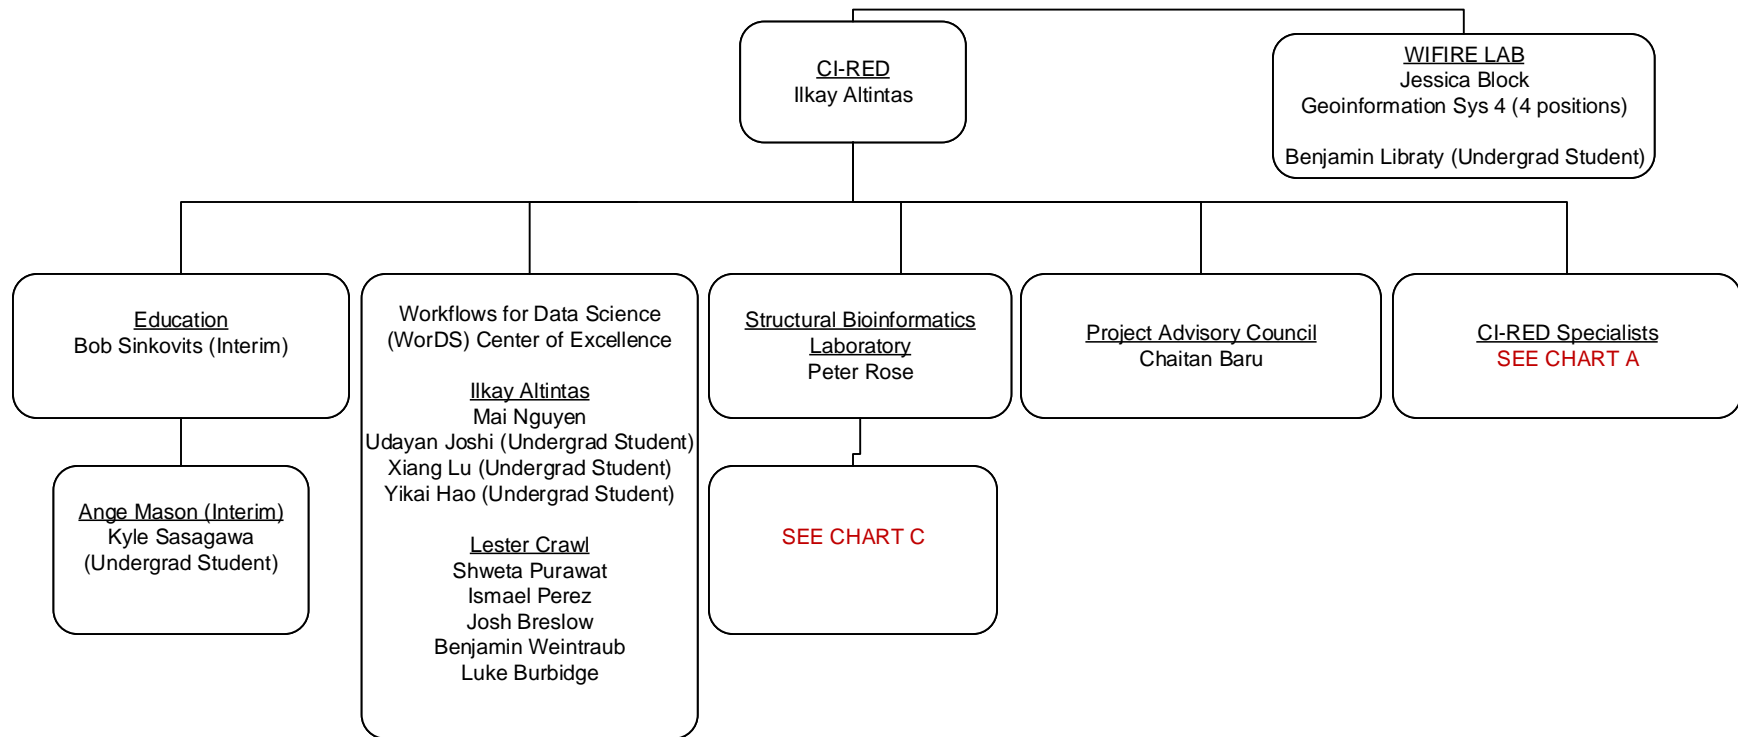 CI-RED
Ilkay Altintas
WIFIRE LAB
Jessica Block
Geoinformation Sys 4 (4 positions)
Benjamin Libraty (Undergrad Student)
Education
Bob Sinkovits (Interim)
Ange Mason (Interim)
Kyle Sasagawa
(Undergrad Student)
Workflows for Data Science
(WorDS) Center of Excellence
Ilkay Altintas
Mai Nguyen
Udayan Joshi (Undergrad Student)
Xiang Lu (Undergrad Student)
Yikai Hao (Undergrad Student)
Lester Crawl
Shweta Purawat
Ismael Perez
Josh Breslow
Benjamin Weintraub
Luke Burbidge
Structural Bioinformatics
Laboratory
Peter Rose
SEE CHART C
Project Advisory Council
Chaitan Baru
CI-RED Specialists
SEE CHART A